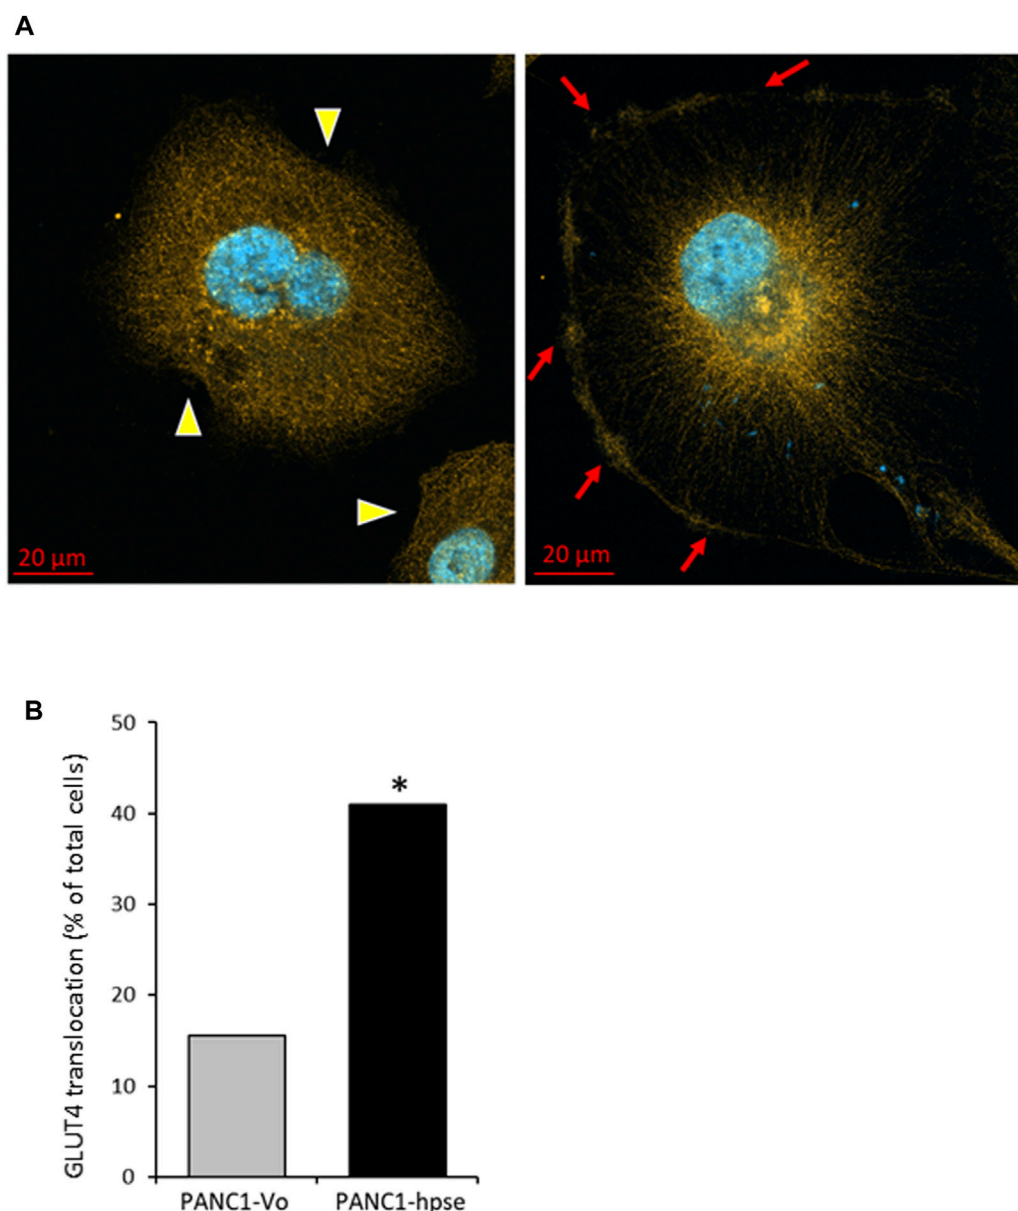 A
20 μm
20 μm
B
GLUT4 translocation (% of total cells)
50
40
30
20
10
0
*
PANC1-Vo
PANC1-hpse